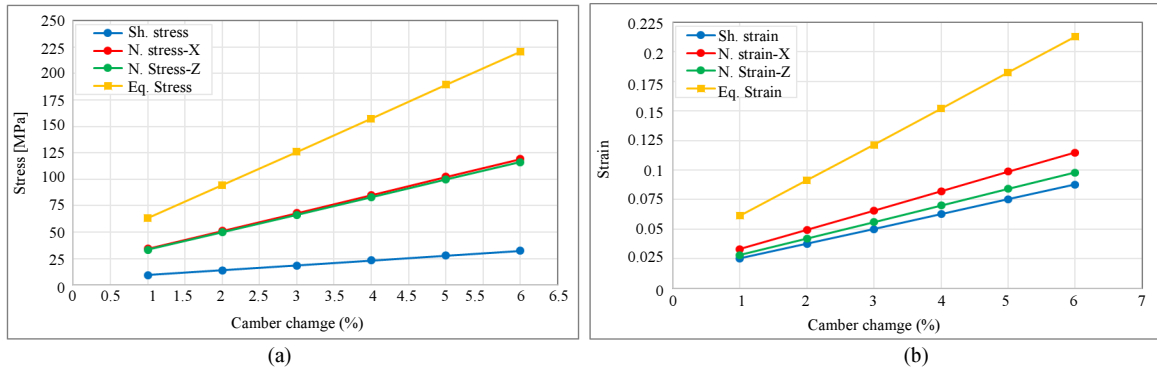 250
225
200
175
150
125
100
75
50
25
0
Stress [MPa]
Sh. stress
N. stress-X
N. Stress-Z
Eq. Stress
0 0.5 1 1.5 2 2.5 3 3.5 4 4.5 5 5.5 6 6.5
Camber chamge (%)
(a)
0.225
0.2
0.175
0.15
0.125
0.1
0.075
0.05
0.025
0
Strain
Sh. strain
N. strain-X
N. Strain-Z
Eq. Strain
0 1 2 3 4 5 6 7
Camber chamge (%)
(b)